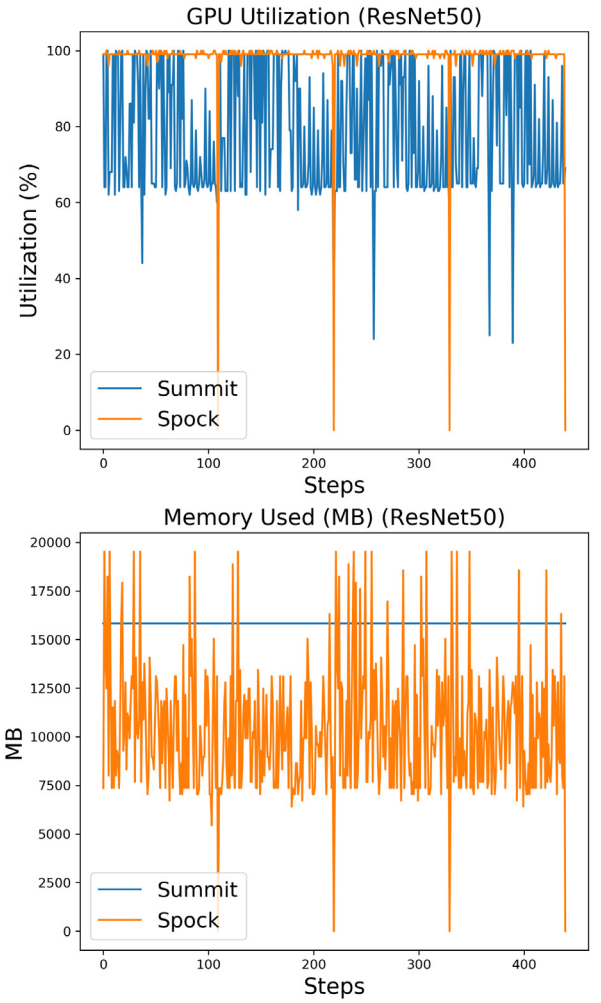 GPU Utilization (ResNet50)
100
80
60
40
20
0
Utilization (%)
Summit
Spock
0 100 200 300 400
Steps
Memory Used (MB) (ResNet50)
20000
17500
15000
12500
10000
7500
5000
2500
0
MB
Summit
Spock
0 100 200 300 400
Steps